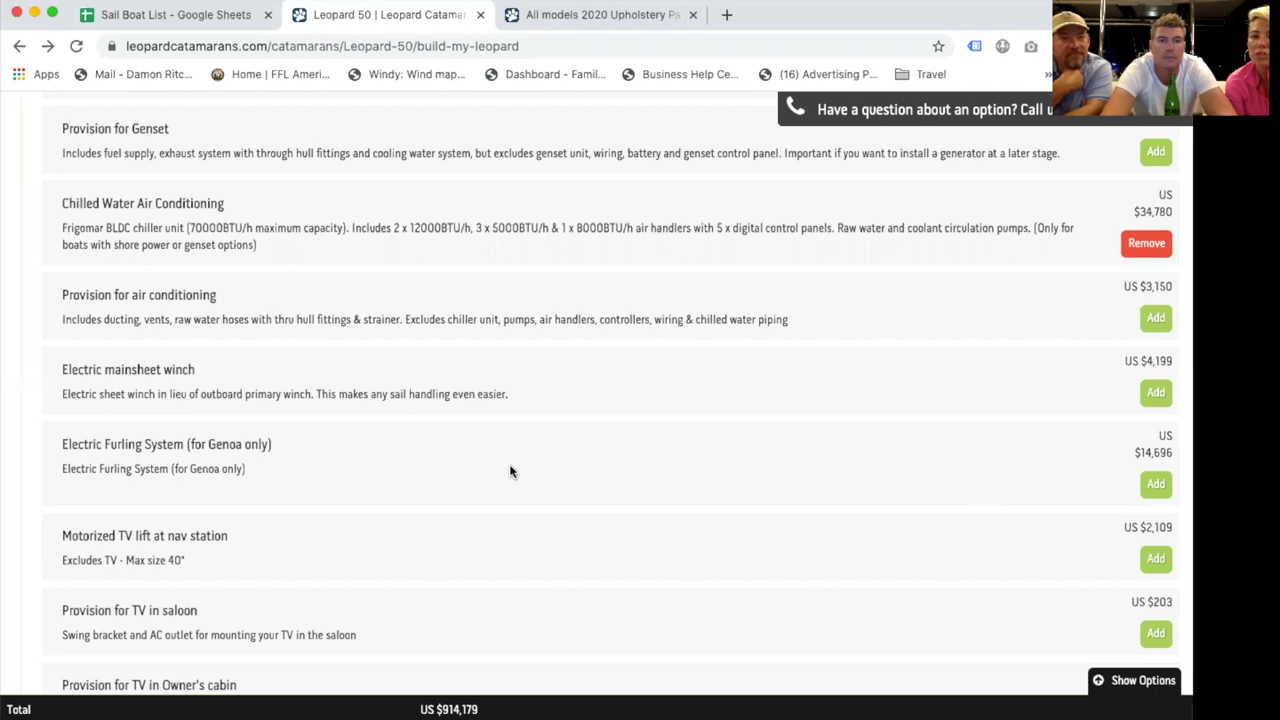 Sail Boat List - Google Sheets
Leopard 50 | Leopard Catamar
All models 2020 Upholstery Pa
leopardcatamarans.com/catamarans/Leopard-50/build-my-leopard
Apps
Mail - Damon Ritc...
Home | FFL Ameri...
Windy: Wind map...
Dashboard - Famil...
Business Help Ce...
(16) Advertising P...
Travel
»
Have a question about an option? Call u
Provision for Genset
Includes fuel supply, exhaust system with through hull fittings and cooling water system, but excludes genset unit, wiring, battery and genset control panel. Important if you want to install a generator at a later stage.
Add
Chilled Water Air Conditioning
US
$34,780
Frigomar BLDC chiller unit (70000BTU/h maximum capacity). Includes 2 x 12000BTU/h, 3 x 5000BTU/h & 1 x 8000BTU/h air handlers with 5 x digital control panels. Raw water and coolant circulation pumps. (Only for
boats with shore power or genset options)
Remove
Provision for air conditioning
US $3,150
Includes ducting, vents, raw water hoses with thru hull fittings & strainer. Excludes chiller unit, pumps, air handlers, controllers, wiring & chilled water piping
Add
Electric mainsheet winch
US $4,199
Electric sheet winch in lieu of outboard primary winch. This makes any sail handling even easier.
Add
Electric Furling System (for Genoa only)
US
$14,696
Electric Furling System (for Genoa only)
Add
Motorized TV lift at nav station
US $2,109
Excludes TV - Max size 40"
Add
Provision for TV in saloon
US $203
Swing bracket and AC outlet for mounting your TV in the saloon
Add
Provision for TV in Owner's cabin
Show Options
Total
US $914,179